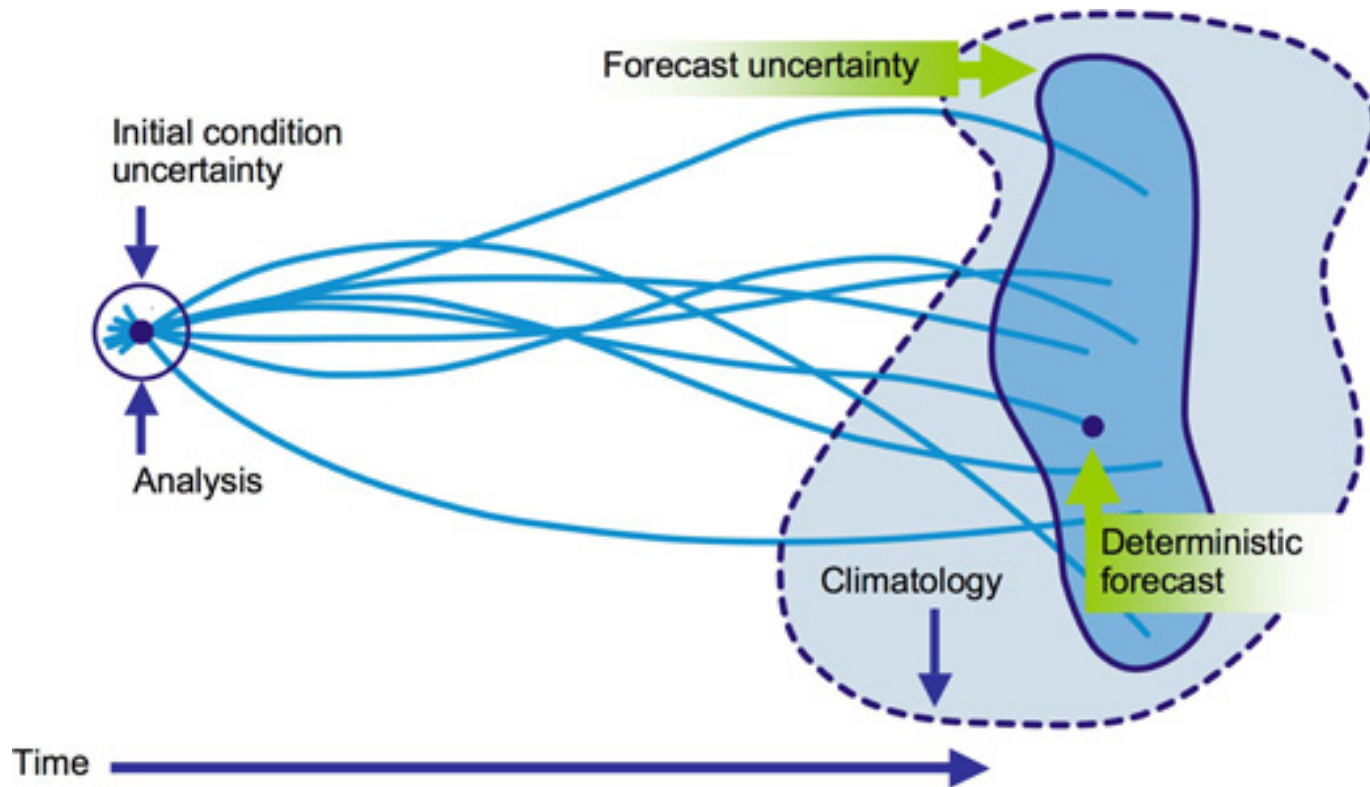 Forecast uncertainty
Initial condition
uncertainty
Analysis
Deterministic
forecast
Climatology
Time